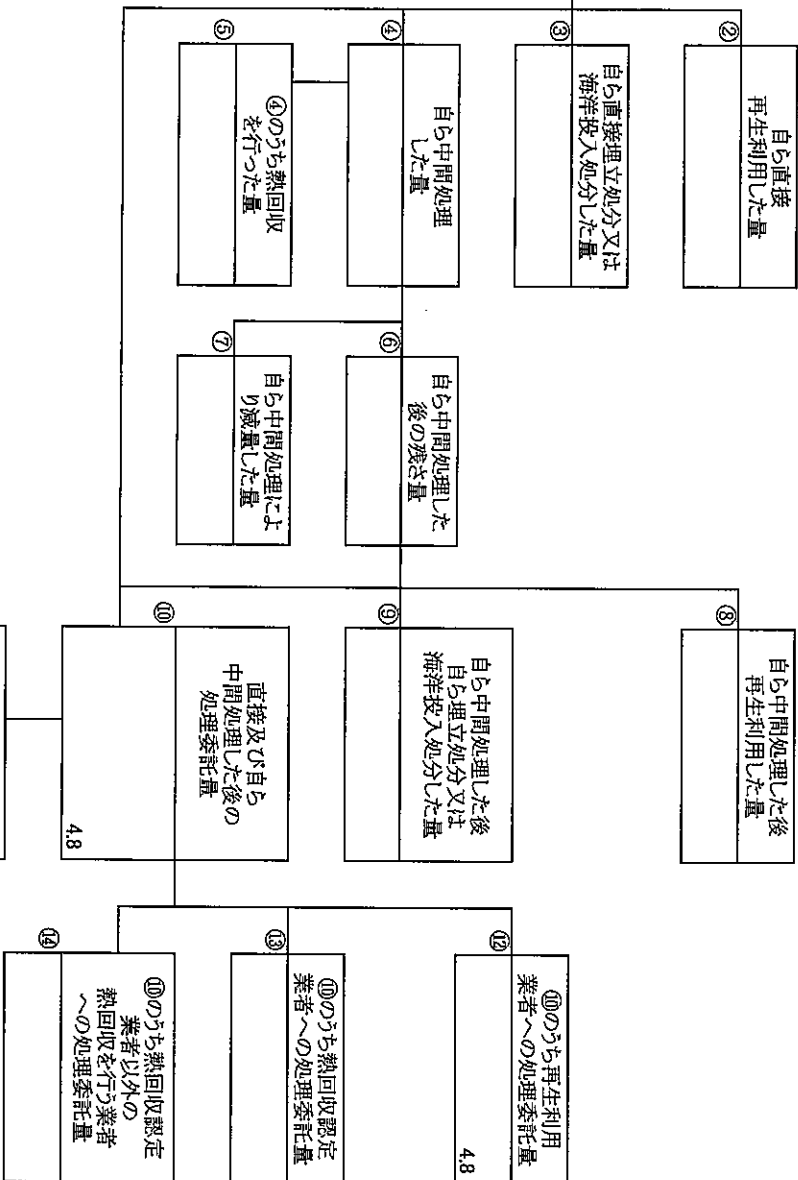 ②
自ら直接
再生利用した量
③
自ら直接埋立処分又は
海洋投入処分した量
④
自ら中間処理
した量
⑤
④のうち熱回収
を行った量
⑥
自ら中間処理した
後の残さ量
⑦
自ら中間処理によ
り減量した量
⑧
自ら中間処理した後
再生利用した量
⑨
自ら中間処理した後
自ら埋立処分又は
海洋投入処分した量
⑩
直接及び自ら
中間処理した後の
処理委託量
4.8
⑫
⑩のうち再生利用
業者への処理委託量
4.8
⑬
⑩のうち熱回収認定
業者への処理委託量
⑭
⑩のうち熱回収認定
業者以外の
熱回収を行う業者
への処理委託量